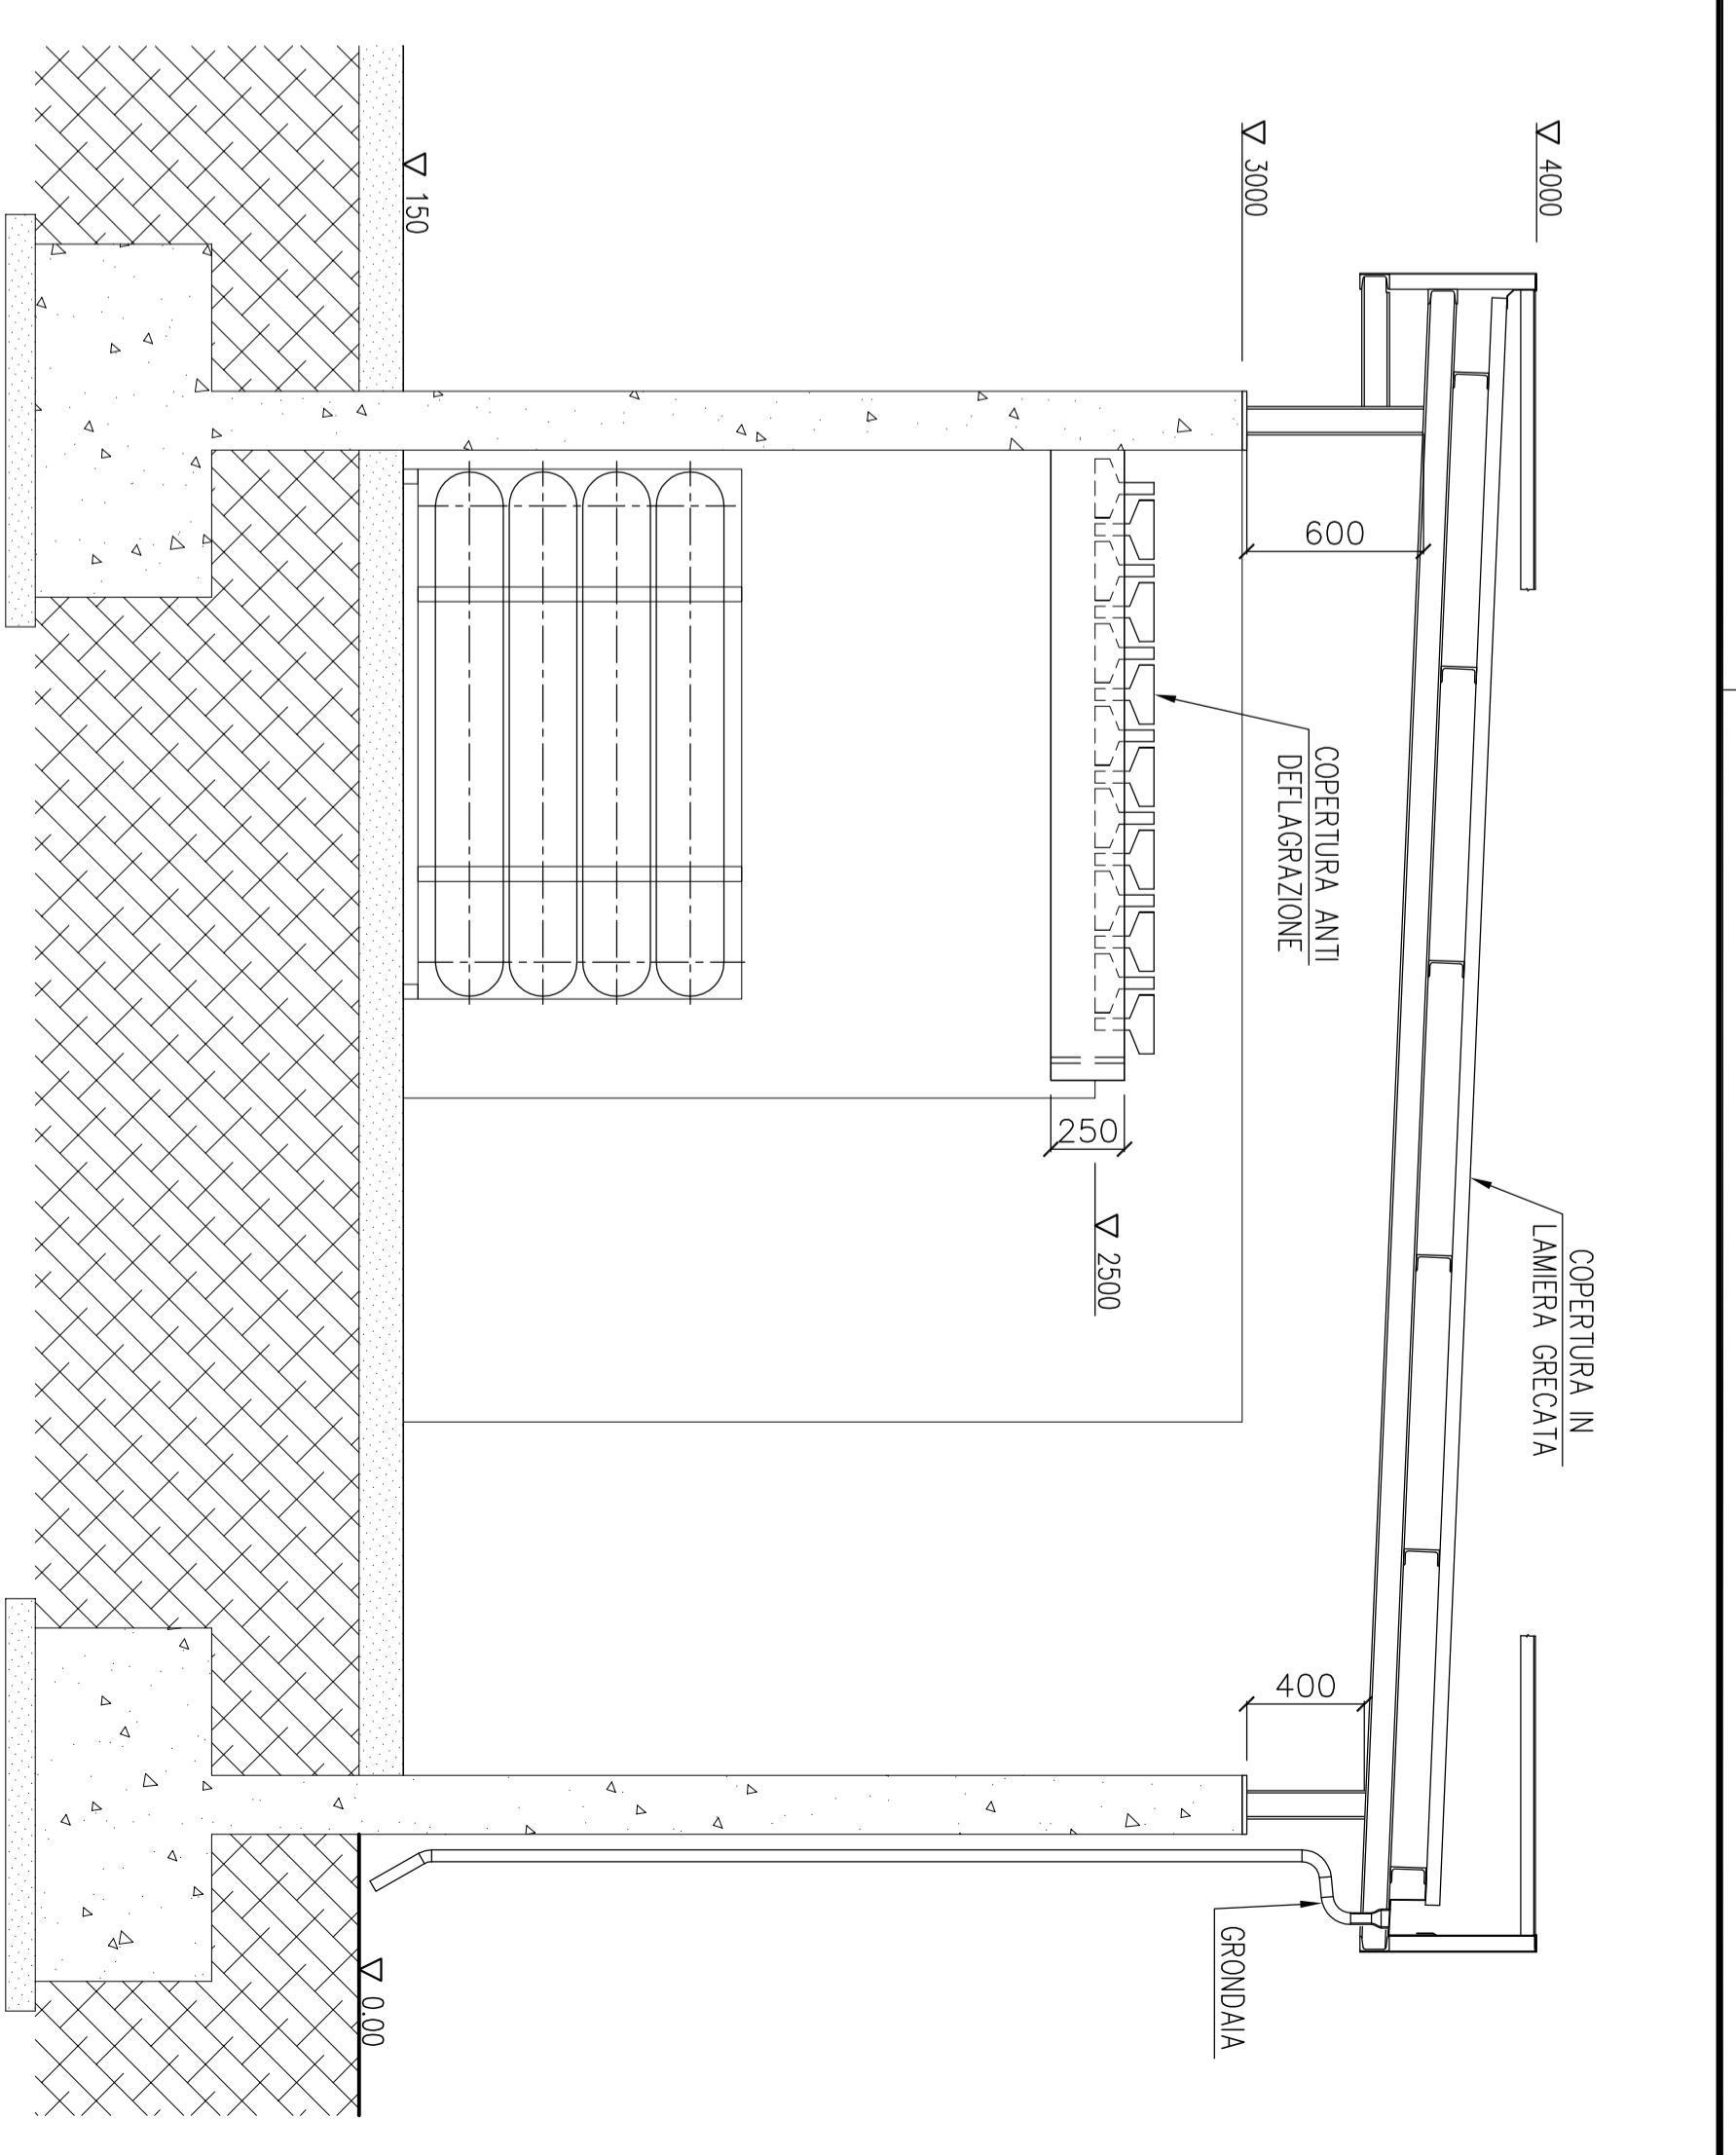 4000
COPERTURA IN
LAMIERA GRECATA
3000
600
400
COPERTURA ANTI
DEFLAGRAZIONE
GRONDAIA
250
2500
150
0.00